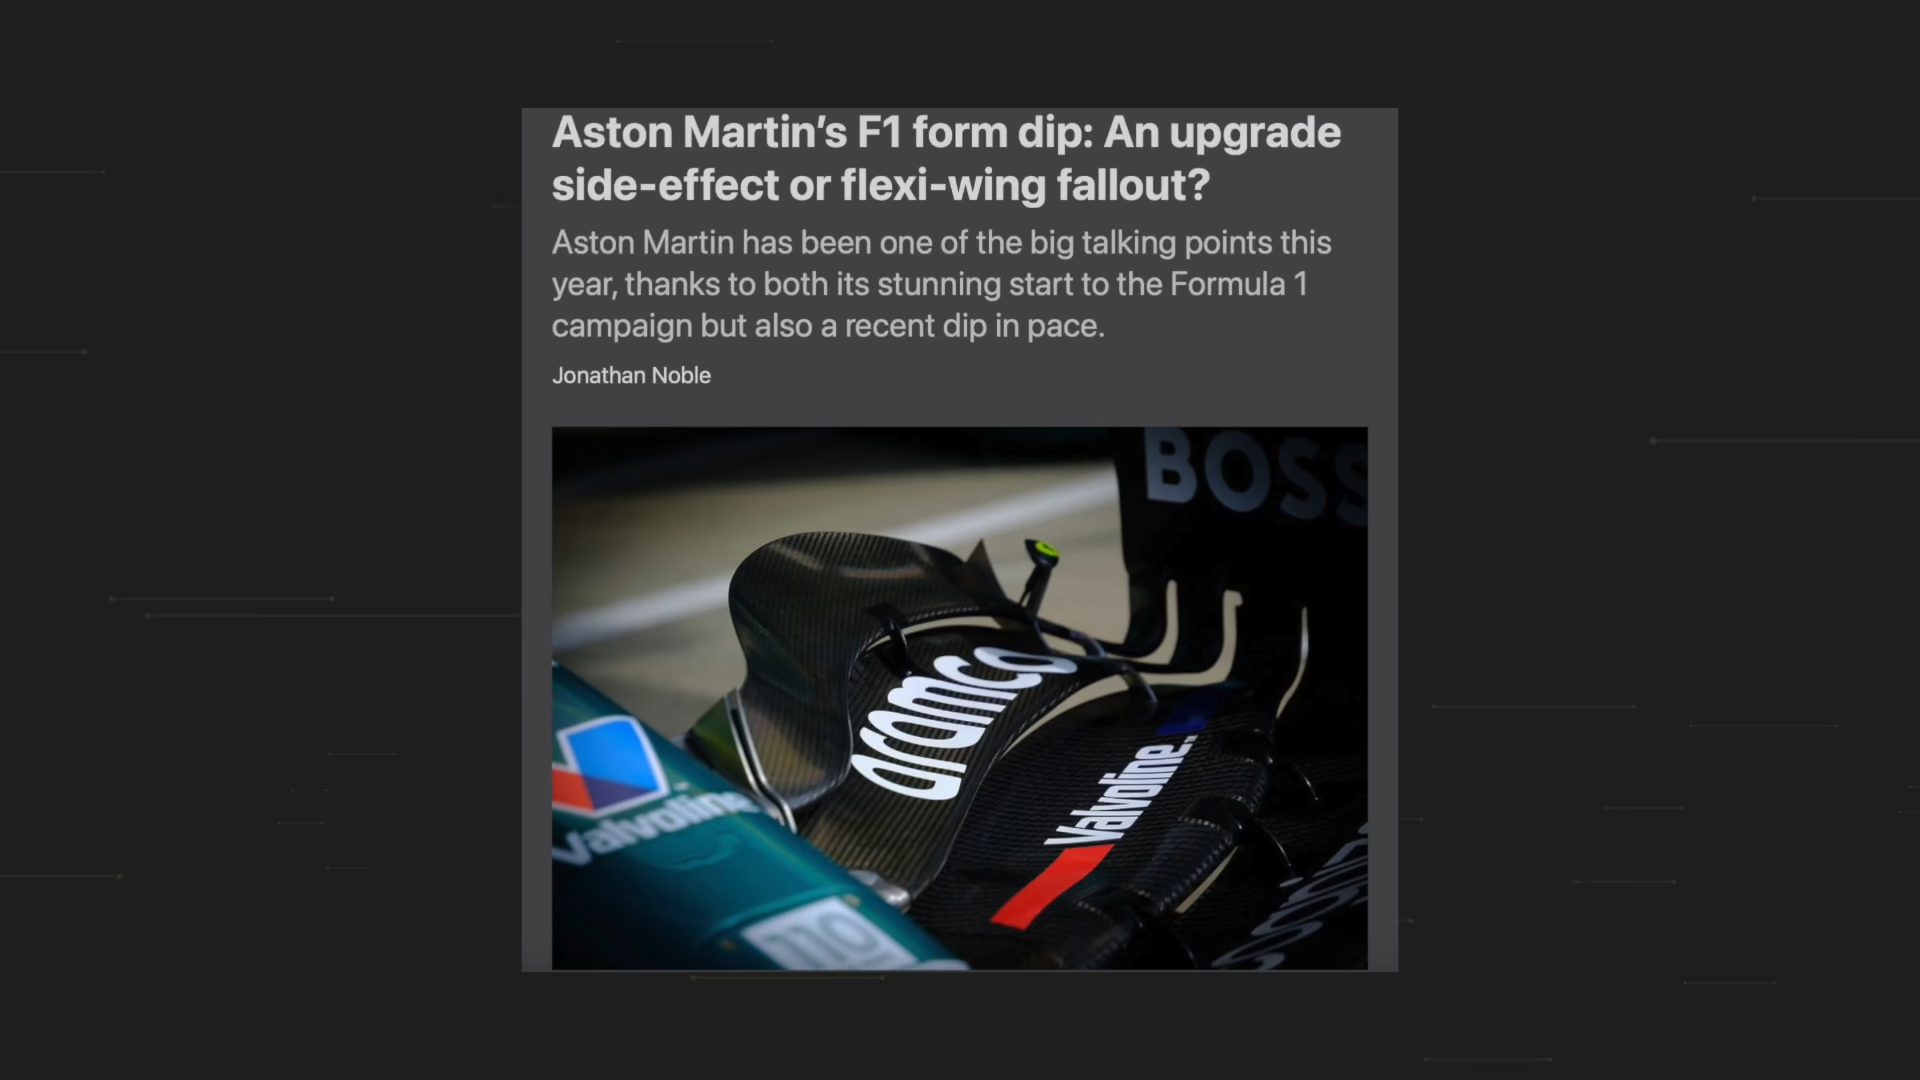 Aston Martin’s F1 form dip: An upgrade
side-effect or flexi-wing fallout?
Aston Martin has been one of the big talking points this
year, thanks to both its stunning start to the Formula 1
campaign but also a recent dip in pace.
Jonathan Noble
BOSS
aramco
Valvoline.
Valvoline